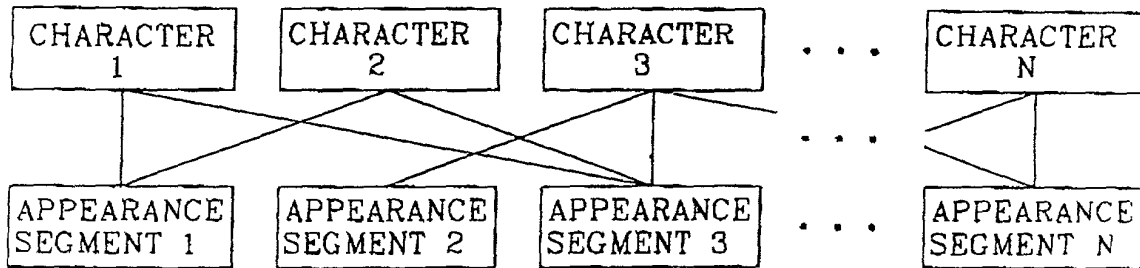 CHARACTER
1
CHARACTER
2
CHARACTER
3
. . .
CHARACTER
N
. . .
APPEARANCE
SEGMENT 1
APPEARANCE
SEGMENT 2
APPEARANCE
SEGMENT 3
. . .
APPEARANCE
SEGMENT N